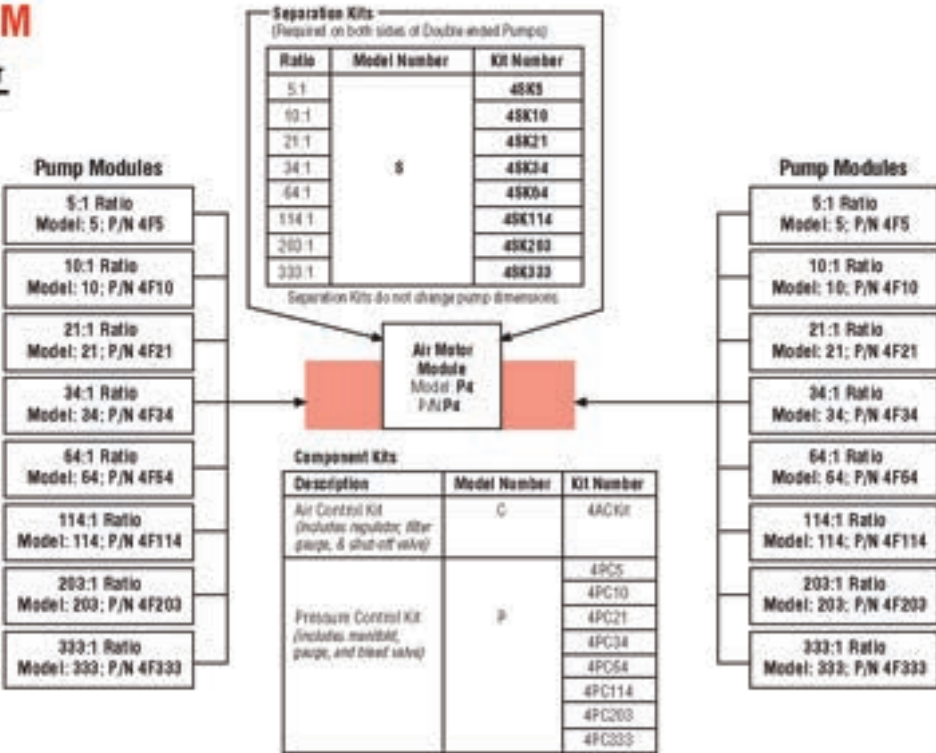 M
Separation Kits
(Required on both sides of Double-ended Pumps)
Ratio Model Number Kit Number
5:1 4SK5
10:1 4SK10
21:1 4SK21
34:1 S 4SK34
64:1 4SK64
114:1 4SK114
203:1 4SK203
333:1 4SK333
Separation Kits do not change pump dimensions.
Pump Modules
5:1 Ratio
Model: 5; P/N 4F5
10:1 Ratio
Model: 10; P/N 4F10
21:1 Ratio
Model: 21; P/N 4F21
34:1 Ratio
Model: 34; P/N 4F34
64:1 Ratio
Model: 64; P/N 4F64
114:1 Ratio
Model: 114; P/N 4F114
203:1 Ratio
Model: 203; P/N 4F203
333:1 Ratio
Model: 333; P/N 4F333
Air Motor
Module
Model: P4
P/N P4
Component Kits
Description Model Number Kit Number
Air Control Kit C 4ACKit
(includes regulator, filter
gauge, & shut-off valve)
Pressure Control Kit P
(includes manifold,
gauge, and bleed valve)
4PC5
4PC10
4PC21
4PC34
4PC64
4PC114
4PC203
4PC333
Pump Modules
5:1 Ratio
Model: 5; P/N 4F5
10:1 Ratio
Model: 10; P/N 4F10
21:1 Ratio
Model: 21; P/N 4F21
34:1 Ratio
Model: 34; P/N 4F34
64:1 Ratio
Model: 64; P/N 4F64
114:1 Ratio
Model: 114; P/N 4F114
203:1 Ratio
Model: 203; P/N 4F203
333:1 Ratio
Model: 333; P/N 4F333